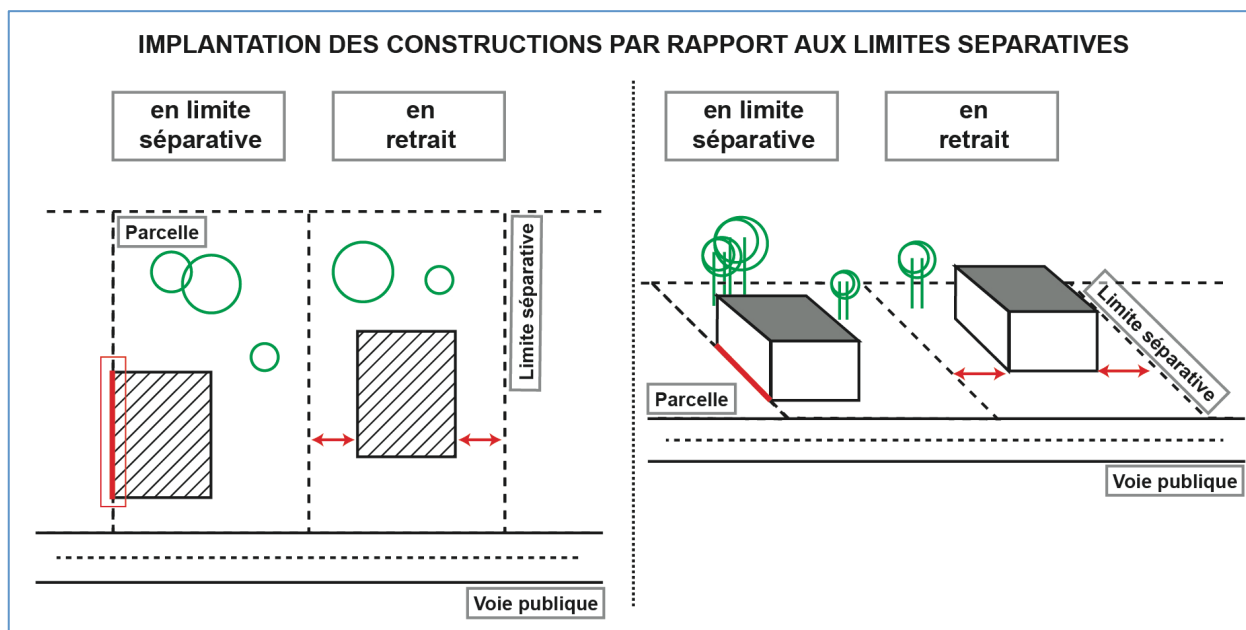 IMPLANTATION DES CONSTRUCTIONS PAR RAPPORT AUX LIMITES SEPARATIVES
en limite
séparative
en
retrait
Parcelle
Limite séparative
Voie publique
en limite
séparative
en
retrait
Limite séparative
Parcelle
Voie publique